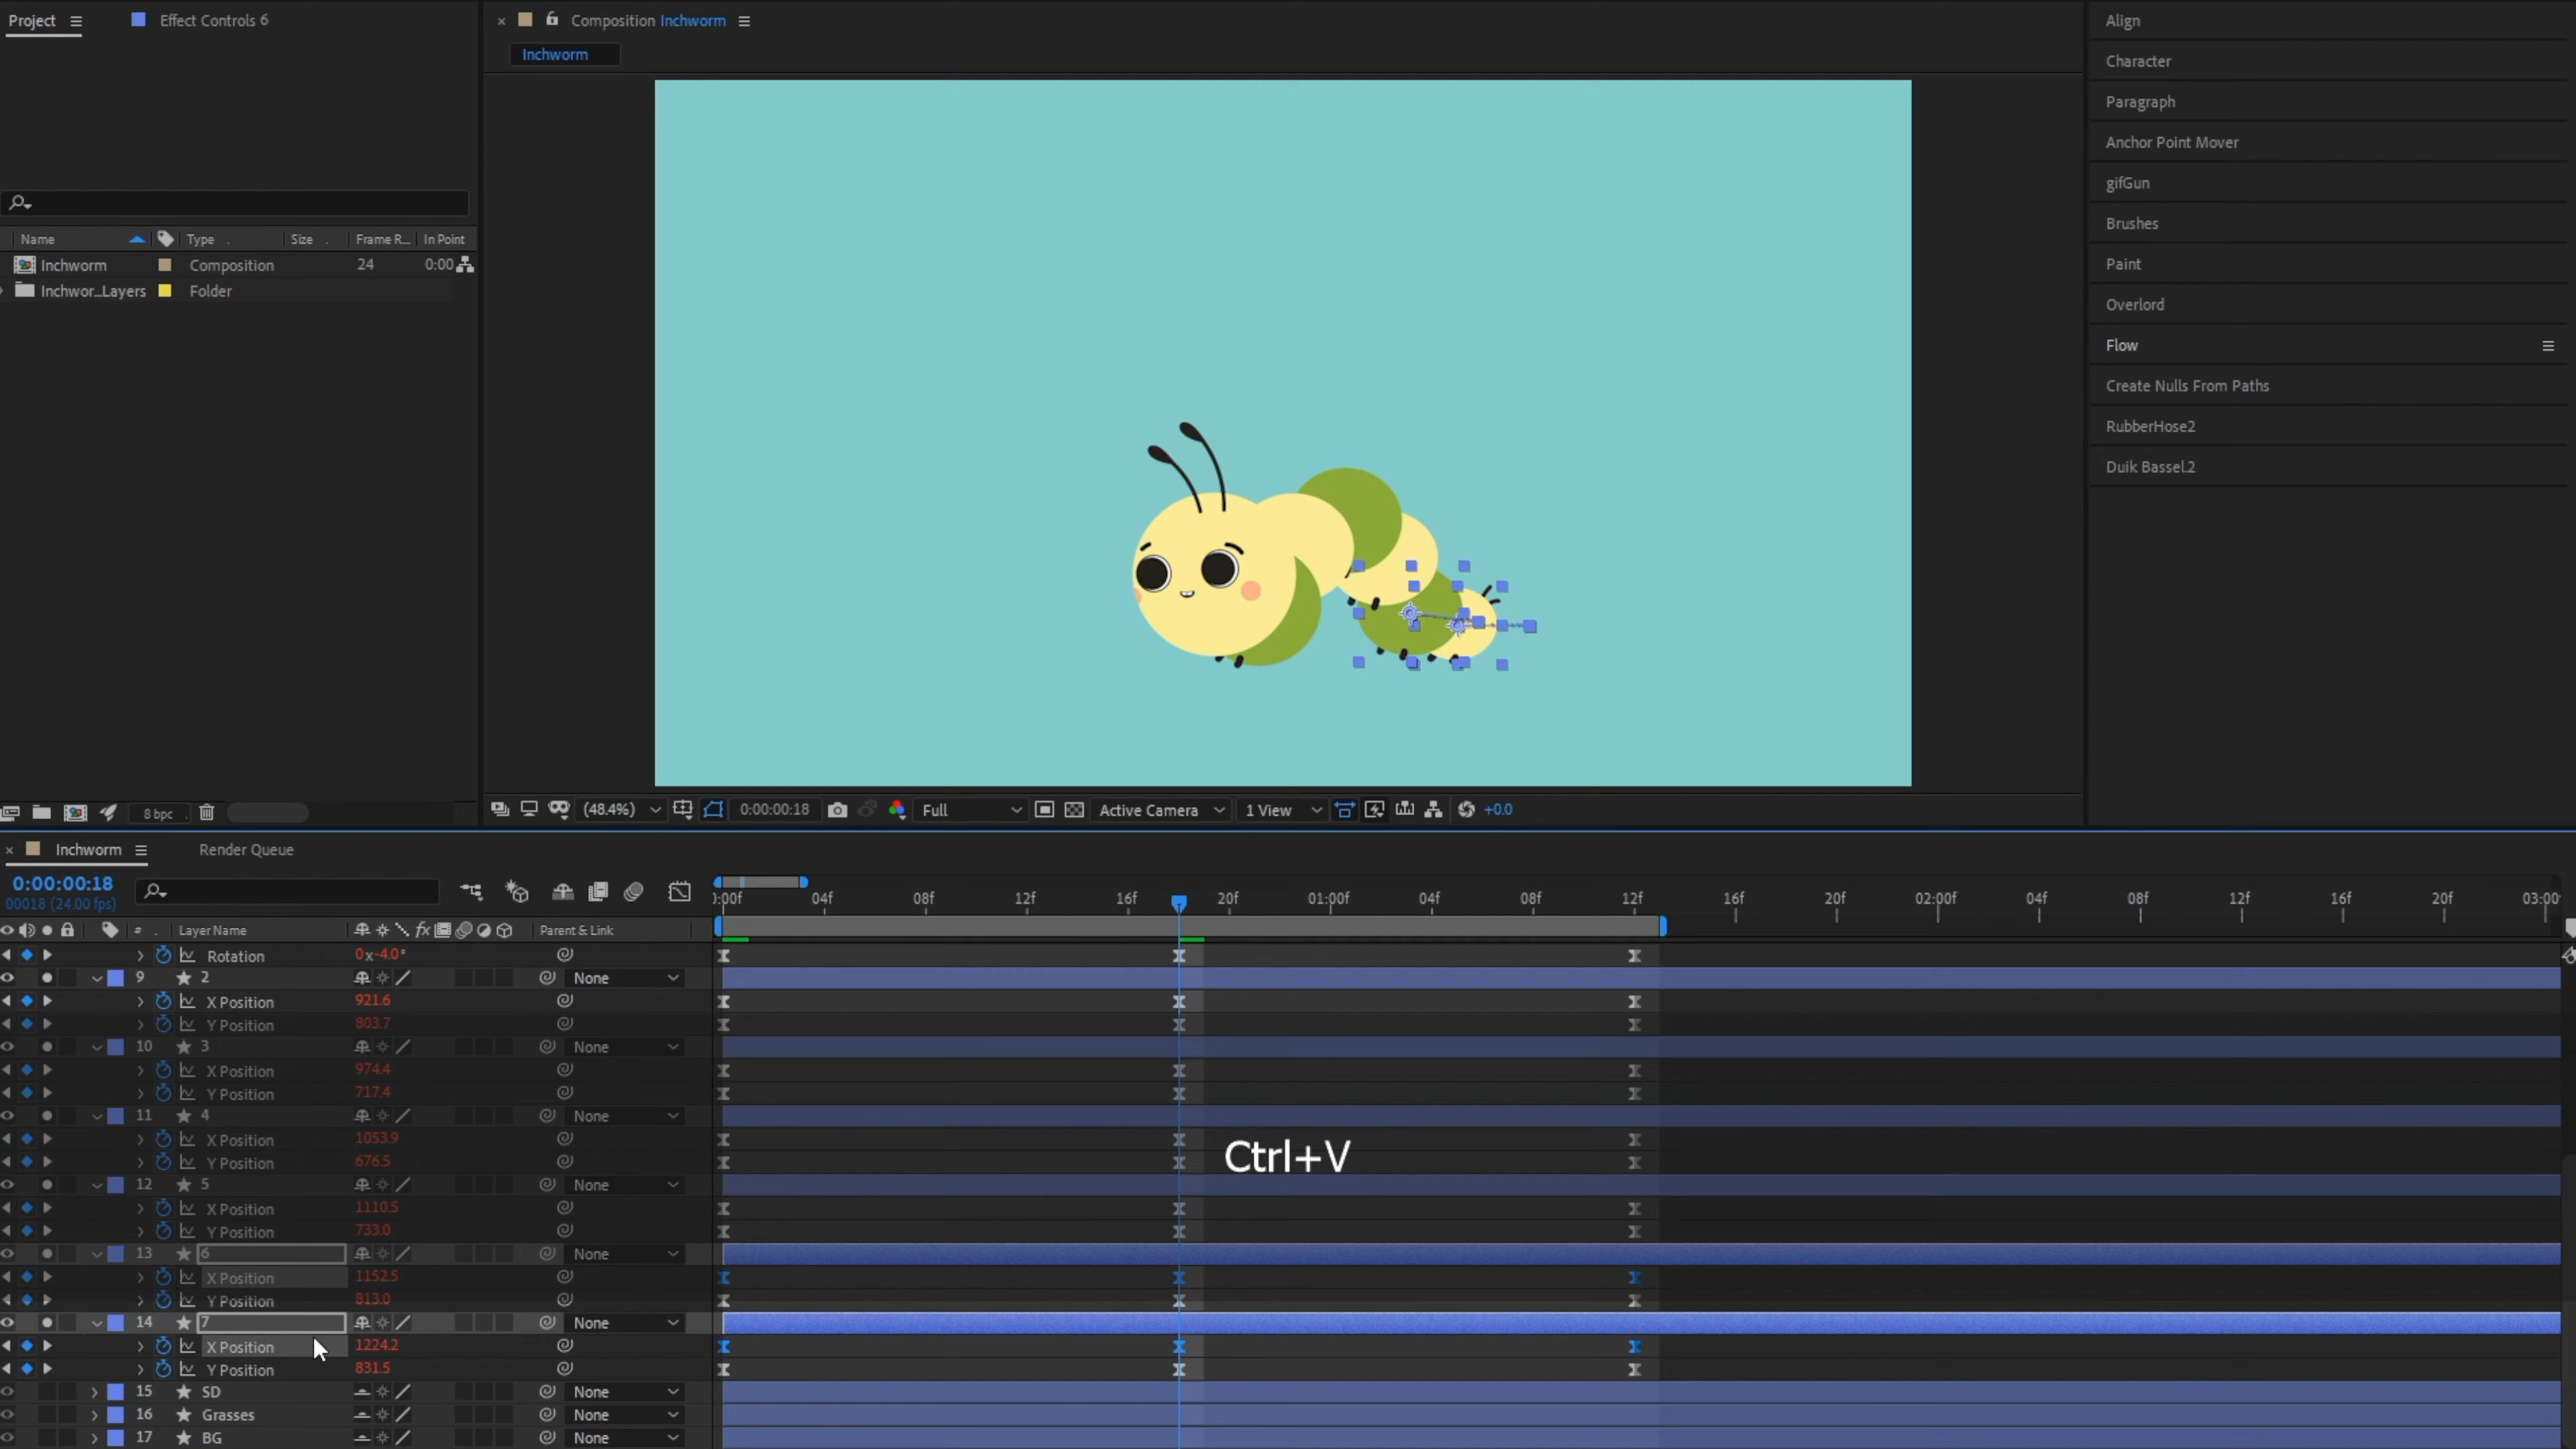 Project
Effect Controls 6
Composition Inchworm
Inchworm
Name
Type
Size
Frame R...
In Point
Inchworm
Composition
24
0:00
Inchwor_Layers
Folder
8 bpc
(48.4%)
0:00:00:18
Full
Active Camera
1 View
+0.0
Align
Character
Paragraph
Anchor Point Mover
gifGun
Brushes
Paint
Overlord
Flow
Create Nulls From Paths
RubberHose2
Duik Bassel.2
Inchworm
Render Queue
0:00:00:18
00018 (24.00 fps)
:00f 04f 08f 12f 16f 20f 01:00f 04f 08f 12f 16f 20f 02:00f 04f 08f 12f 16f 20f 03:00
# Layer Name fx Parent & Link
Rotation 0x-4.0°
9 2 None
X Position 921.6
Y Position 803.7
10 3 None
X Position 974.4
Y Position 717.4
11 4 None
X Position 1053.9
Y Position 676.5
Ctrl+V
12 5 None
X Position 1110.5
Y Position 733.0
13 6 None
X Position 1152.5
Y Position 813.0
14 7 None
X Position 1224.2
Y Position 831.5
15 SD None
16 Grasses None
17 BG None